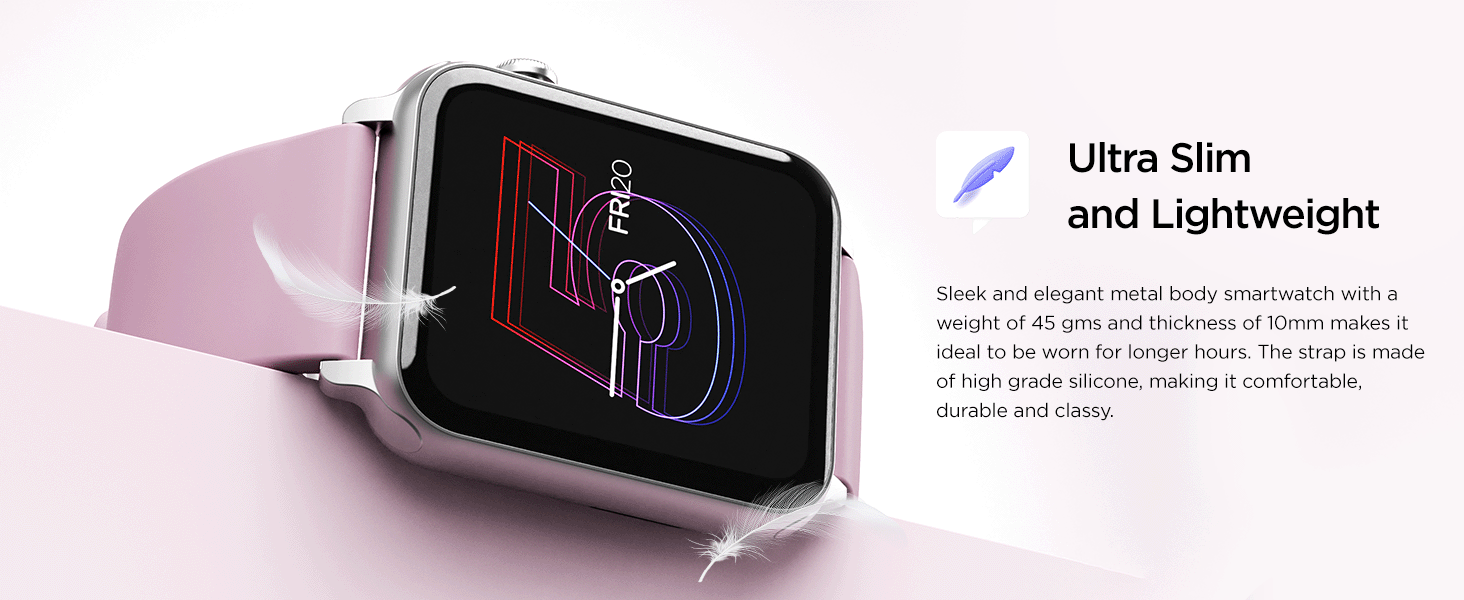 FRI20
Ultra Slim
and Lightweight
Sleek and elegant metal body smartwatch with a
weight of 45 gms and thickness of 10mm makes it
ideal to be worn for longer hours. The strap is made
of high grade silicone, making it comfortable,
durable and classy.